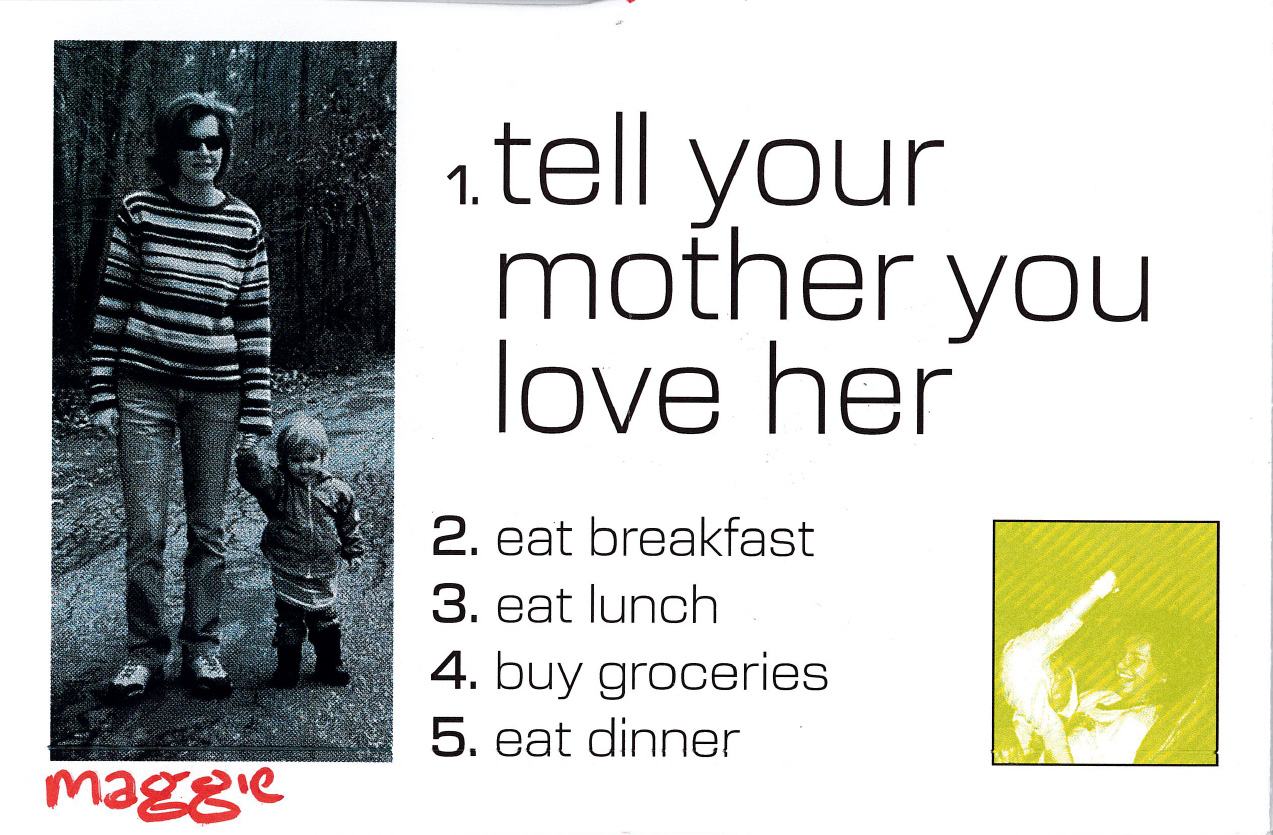 1. tell your
mother you
love her
2. eat breakfast
3. eat lunch
4. buy groceries
5. eat dinner
maggie